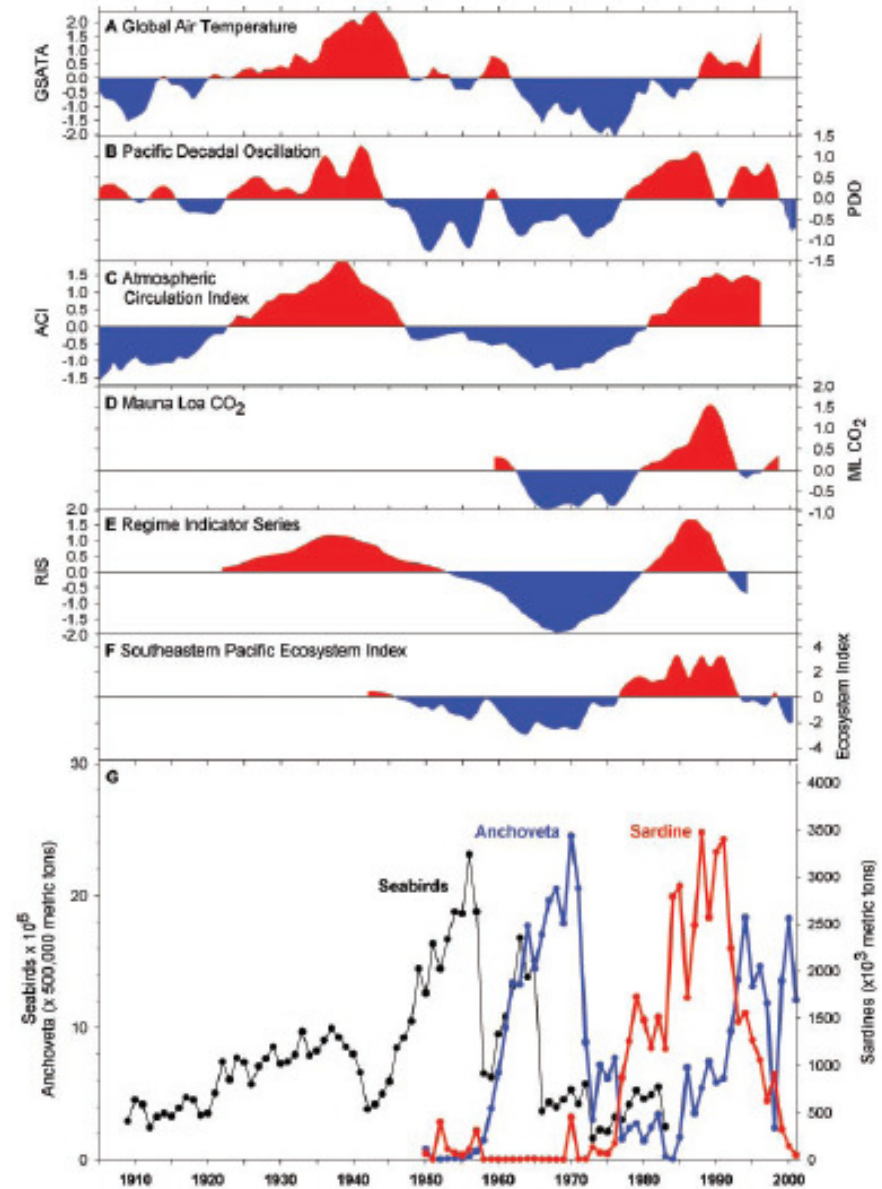 A Global Air Temperature
GSATA
2.0
1.5
1.0
0.5
0.0
-0.5
-1.0
-1.5
-2.0
B Pacific Decadal Oscillation
PDO
1.5
1.0
0.5
0.0
-0.5
-1.0
-1.5
C Atmospheric
Circulation Index
ACI
1.5
1.0
0.5
0.0
-0.5
-1.0
-1.5
D Mauna Loa CO2
ML CO2
2.0
1.5
1.0
0.5
0.0
-0.5
-1.0
E Regime Indicator Series
RIS
2.0
1.5
1.0
0.5
0.0
-0.5
-1.0
-1.5
-2.0
F Southeastern Pacific Ecosystem Index
Ecosystem Index
4
2
0
-2
-4
G
Seabirds x 10⁶
Anchoveta (x 500,000 metric tons)
30
20
10
0
Seabirds
Anchoveta
Sardine
Sardines (x10³ metric tons)
4000
3500
3000
2500
2000
1500
1000
500
0
1910 1920 1930 1940 1950 1960 1970 1980 1990 2000